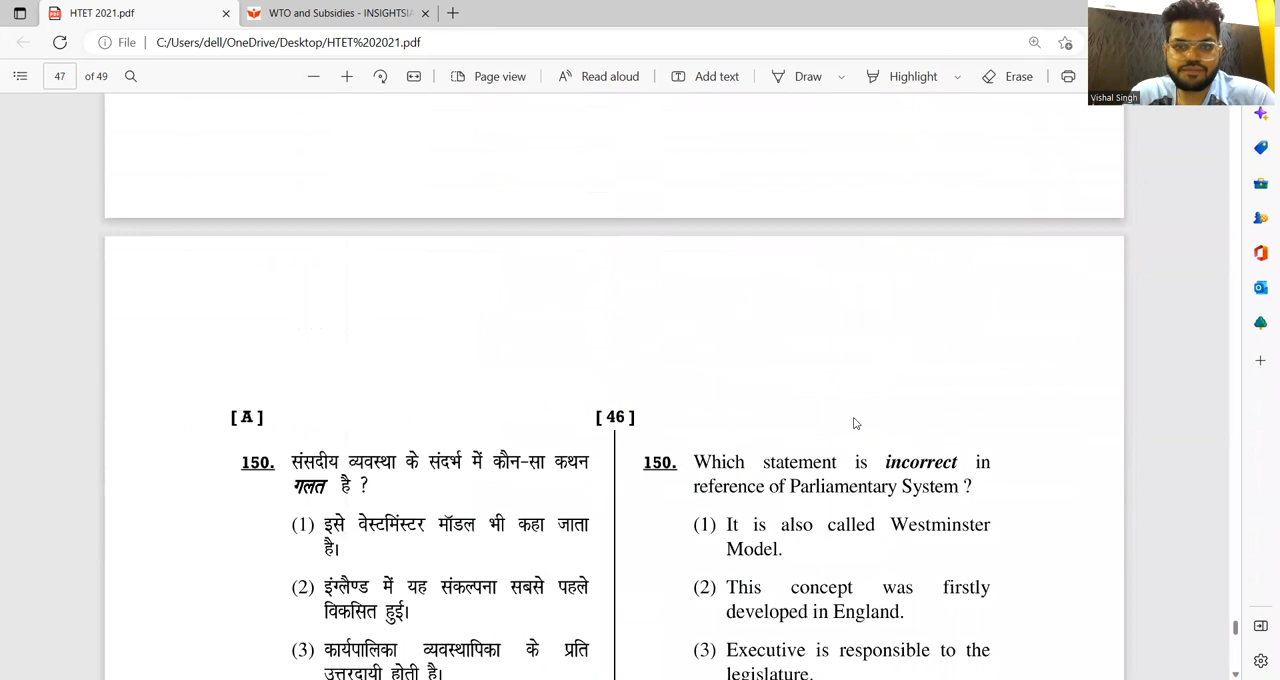 HTET 2021.pdf
WTO and Subsidies - INSIGHTSIA
File
C:/Users/dell/OneDrive/Desktop/HTET%202021.pdf
47 of 49
Page view
Read aloud
Add text
Draw
Highlight
Erase
Vishal Singh
[ A ]
[ 46 ]
150. संसदीय व्यवस्था के संदर्भ में कौन-सा कथन
गलत है ?
(1) इसे वेस्टमिंस्टर मॉडल भी कहा जाता
है।
(2) इंग्लैण्ड में यह संकल्पना सबसे पहले
विकसित हुई।
(3) कार्यपालिका व्यवस्थापिका के प्रति
उत्तरदायी होती है।
150. Which statement is incorrect in
reference of Parliamentary System ?
(1) It is also called Westminster
Model.
(2) This concept was firstly
developed in England.
(3) Executive is responsible to the
legislature.